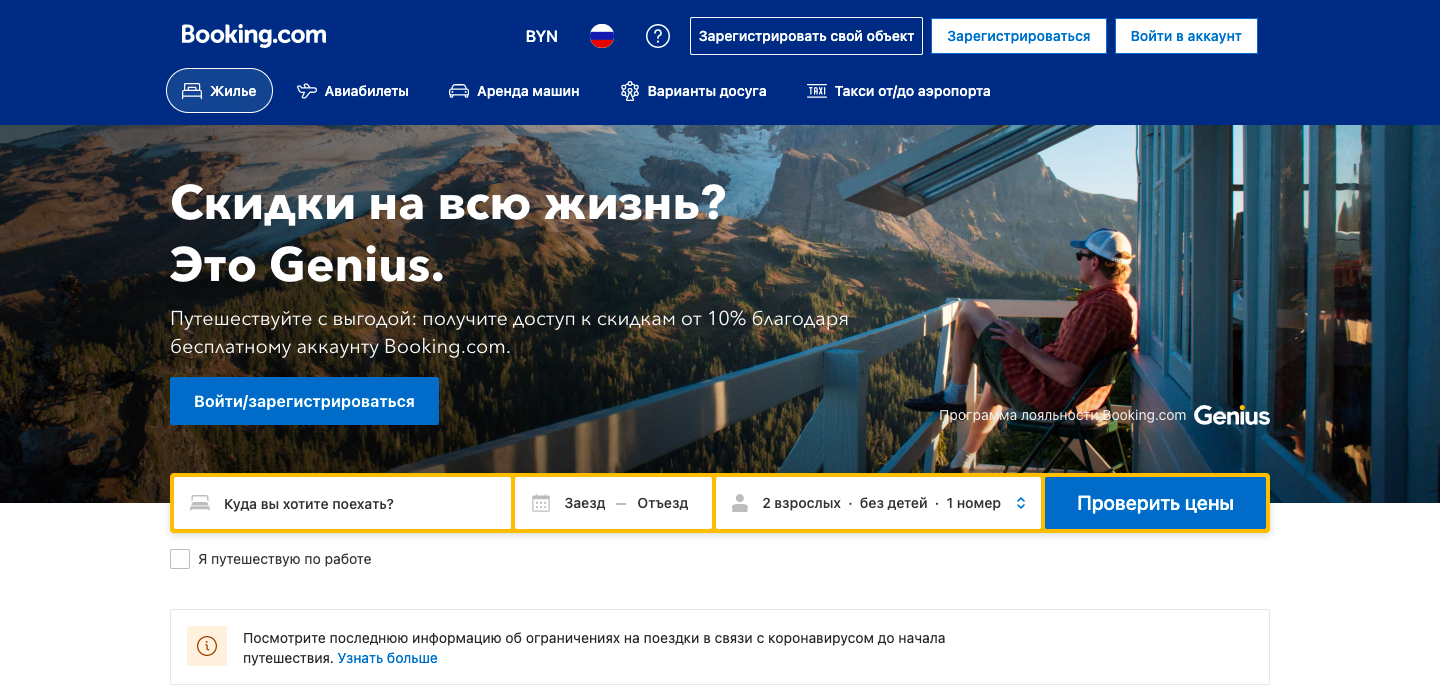 Booking.com
BYN
Зарегистрировать свой объект
Зарегистрироваться
Войти в аккаунт
Жилье
Авиабилеты
Аренда машин
Варианты досуга
TAXI
Такси от/до аэропорта
Скидки на всю жизнь?
Это Genius.
Путешествуйте с выгодой: получите доступ к скидкам от 10% благодаря
бесплатному аккаунту Booking.com.
Войти/зарегистрироваться
Программа лояльности Booking.com Genius
Куда вы хотите поехать?
Заезд — Отъезд
2 взрослых · без детей · 1 номер
Проверить цены
Я путешествую по работе
Посмотрите последнюю информацию об ограничениях на поездки в связи с коронавирусом до начала
путешествия. Узнать больше